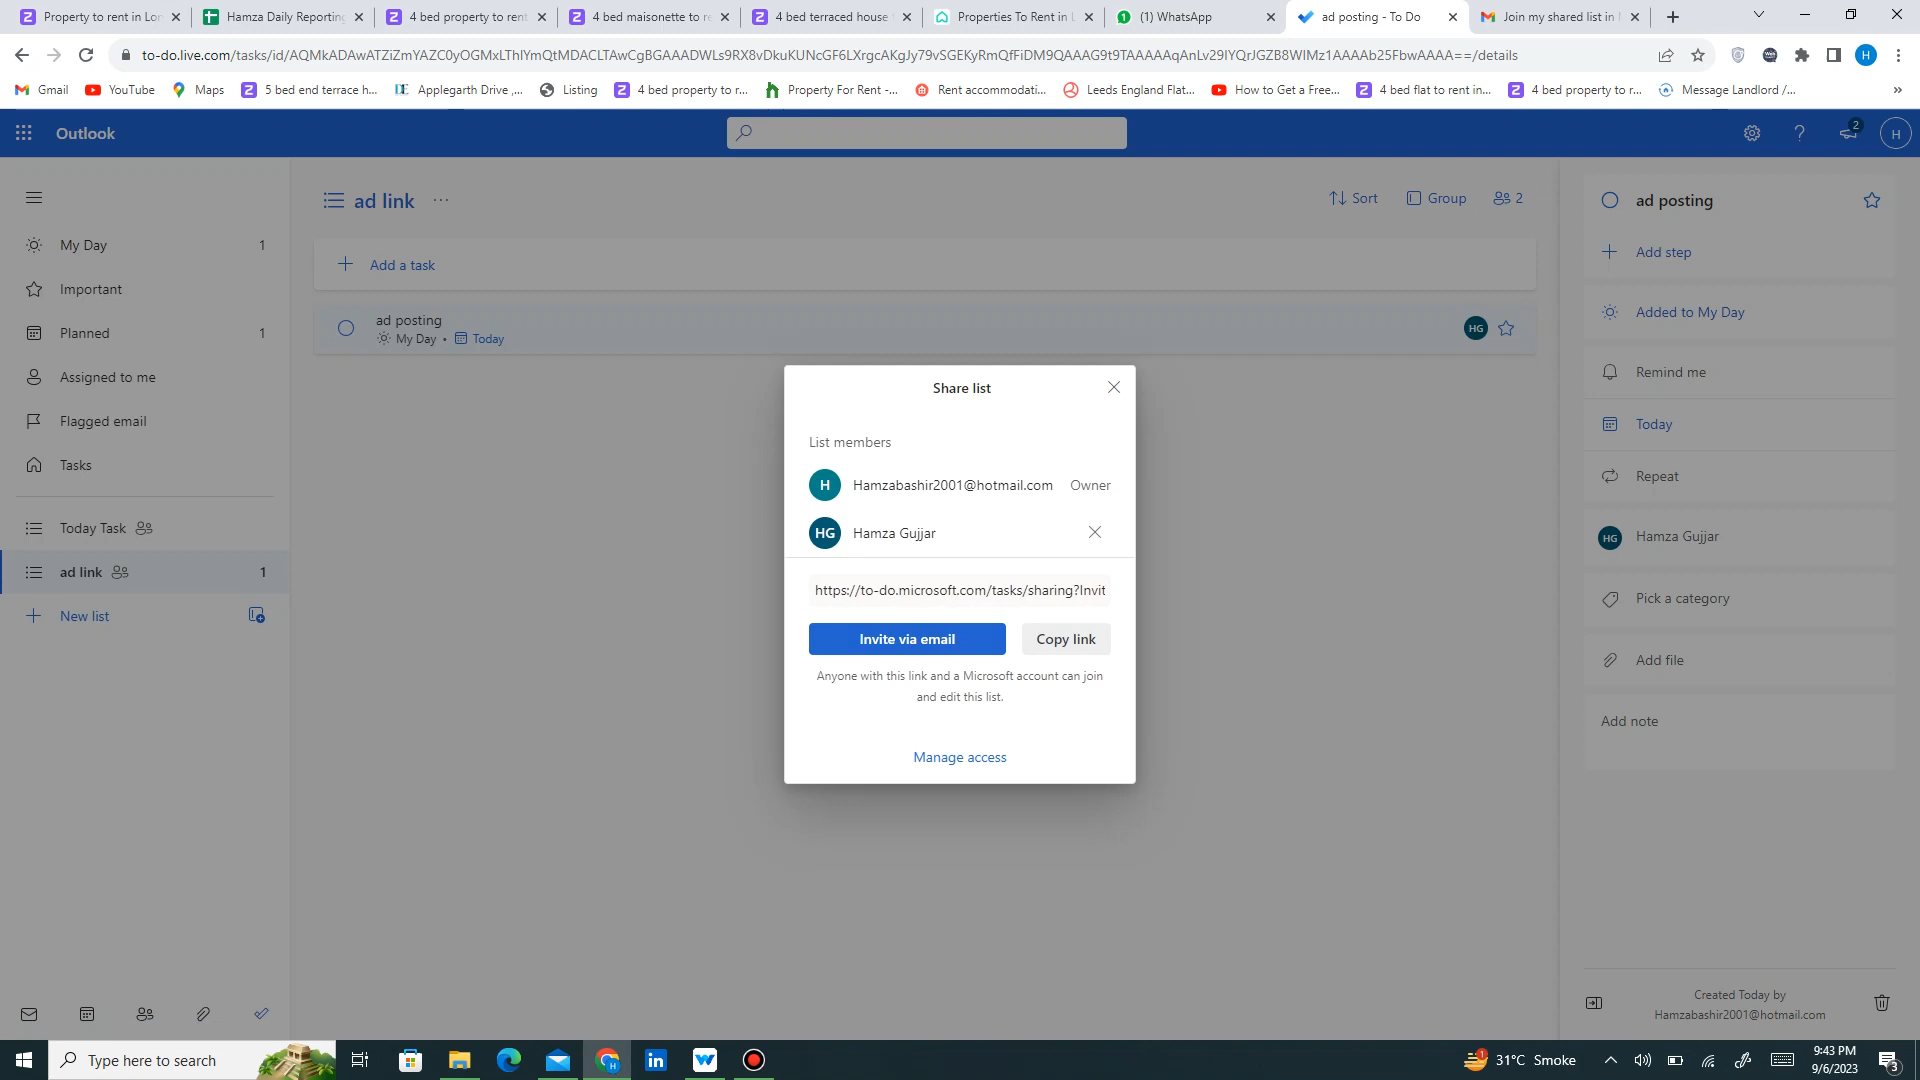 Property to rent in Lon
Hamza Daily Reporting
4 bed property to rent
4 bed maisonette to re
4 bed terraced house
Properties To Rent in L
(1) WhatsApp
ad posting - To Do
Join my shared list in
to-do.live.com/tasks/id/AQMkADAwATZiZmYAZC0yOGMxLThlYmQtMDACLTAwCgBGAAADWLs9RX8vDkuKUNcGF6LXrgcAKgJy79vSGEKyRmQfFiDM9QAAAG9t9TAAAAAqAnLv29IYQrJGZB8WIMz1AAAAb25FbwAAAA==/details
Gmail
YouTube
Maps
5 bed end terrace h...
Applegarth Drive ,...
Listing
4 bed property to r...
Property For Rent -...
Rent accommodati...
Leeds England Flat...
How to Get a Free...
4 bed flat to rent in...
4 bed property to r...
Message Landlord /...
Outlook
2
H
ad link
Sort
Group
2
ad posting
My Day
1
Add a task
Add step
Important
Added to My Day
Planned
1
ad posting
My Day • Today
HG
Assigned to me
Remind me
Share list
Flagged email
Today
List members
Tasks
H
Hamzabashir2001@hotmail.com
Owner
Repeat
Today Task
HG
Hamza Gujjar
HG
Hamza Gujjar
ad link
1
https://to-do.microsoft.com/tasks/sharing?Invit
Pick a category
New list
Invite via email
Copy link
Add file
Anyone with this link and a Microsoft account can join
and edit this list.
Add note
Manage access
Created Today by
Hamzabashir2001@hotmail.com
Type here to search
31°C Smoke
9:43 PM
9/6/2023
3